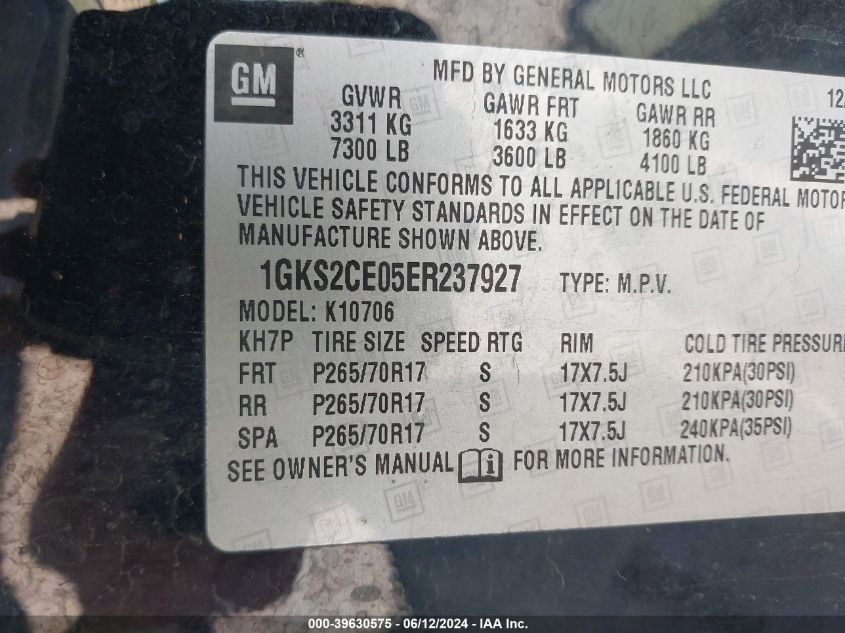 GM ®
MFD BY GENERAL MOTORS LLC
12/
GVWR GAWR FRT GAWR RR
3311 KG 1633 KG 1860 KG
7300 LB 3600 LB 4100 LB
THIS VEHICLE CONFORMS TO ALL APPLICABLE U.S. FEDERAL MOTOR
VEHICLE SAFETY STANDARDS IN EFFECT ON THE DATE OF
MANUFACTURE SHOWN ABOVE.
1GKS2CE05ER237927 TYPE: M.P.V.
MODEL: K10706
KH7P TIRE SIZE SPEED RTG RIM COLD TIRE PRESSURE
FRT P265/70R17 S 17X7.5J 210KPA(30PSI)
RR P265/70R17 S 17X7.5J 210KPA(30PSI)
SPA P265/70R17 S 17X7.5J 240KPA(35PSI)
SEE OWNER'S MANUAL FOR MORE INFORMATION.
000-39630575 - 06/12/2024 - IAA Inc.